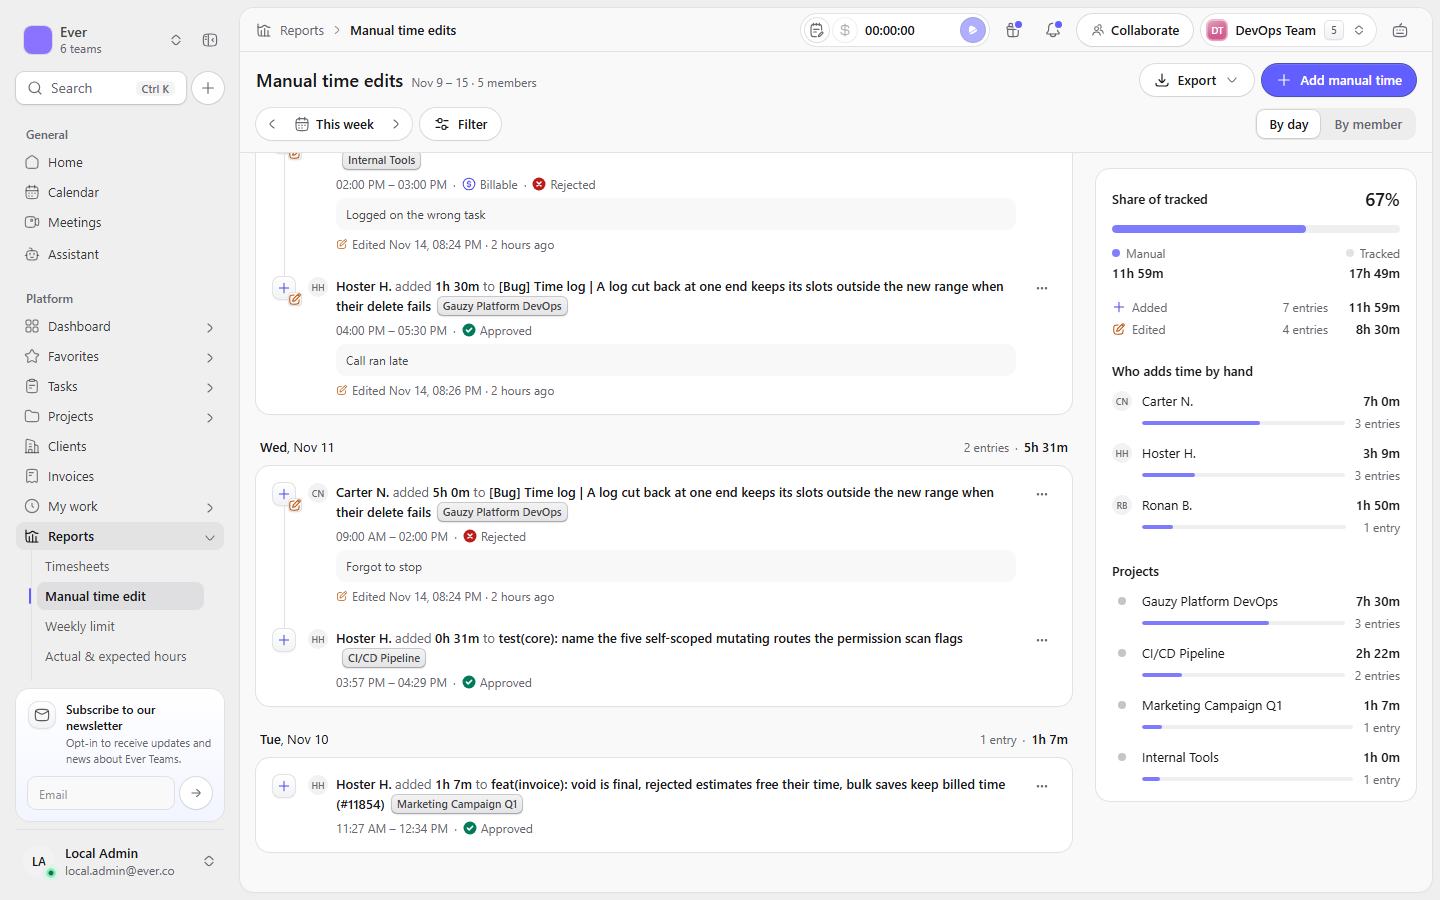 Ever
6 teams
Search
Ctrl K
General
Home
Calendar
Meetings
Assistant
Platform
Dashboard
Favorites
Tasks
Projects
Clients
Invoices
My work
Reports
Timesheets
Manual time edit
Weekly limit
Actual & expected hours
Subscribe to our
newsletter
Opt-in to receive updates and
news about Ever Teams.
Email
LA
Local Admin
local.admin@ever.co
Reports
Manual time edits
00:00:00
Collaborate
DT
DevOps Team
5
Manual time edits
Nov 9 – 15 · 5 members
Export
Add manual time
This week
Filter
By day
By member
Internal Tools
02:00 PM – 03:00 PM · Billable · Rejected
Logged on the wrong task
Edited Nov 14, 08:24 PM · 2 hours ago
HH
Hoster H. added 1h 30m to [Bug] Time log | A log cut back at one end keeps its slots outside the new range when
their delete fails Gauzy Platform DevOps
04:00 PM – 05:30 PM · Approved
Call ran late
Edited Nov 14, 08:26 PM · 2 hours ago
Wed, Nov 11
2 entries · 5h 31m
CN
Carter N. added 5h 0m to [Bug] Time log | A log cut back at one end keeps its slots outside the new range when
their delete fails Gauzy Platform DevOps
09:00 AM – 02:00 PM · Rejected
Forgot to stop
Edited Nov 14, 08:24 PM · 2 hours ago
HH
Hoster H. added 0h 31m to test(core): name the five self-scoped mutating routes the permission scan flags
CI/CD Pipeline
03:57 PM – 04:29 PM · Approved
Tue, Nov 10
1 entry · 1h 7m
HH
Hoster H. added 1h 7m to feat(invoice): void is final, rejected estimates free their time, bulk saves keep billed time
(#11854) Marketing Campaign Q1
11:27 AM – 12:34 PM · Approved
Share of tracked
67%
Manual
Tracked
11h 59m
17h 49m
Added
7 entries
11h 59m
Edited
4 entries
8h 30m
Who adds time by hand
CN
Carter N.
7h 0m
3 entries
HH
Hoster H.
3h 9m
3 entries
RB
Ronan B.
1h 50m
1 entry
Projects
Gauzy Platform DevOps
7h 30m
3 entries
CI/CD Pipeline
2h 22m
2 entries
Marketing Campaign Q1
1h 7m
1 entry
Internal Tools
1h 0m
1 entry